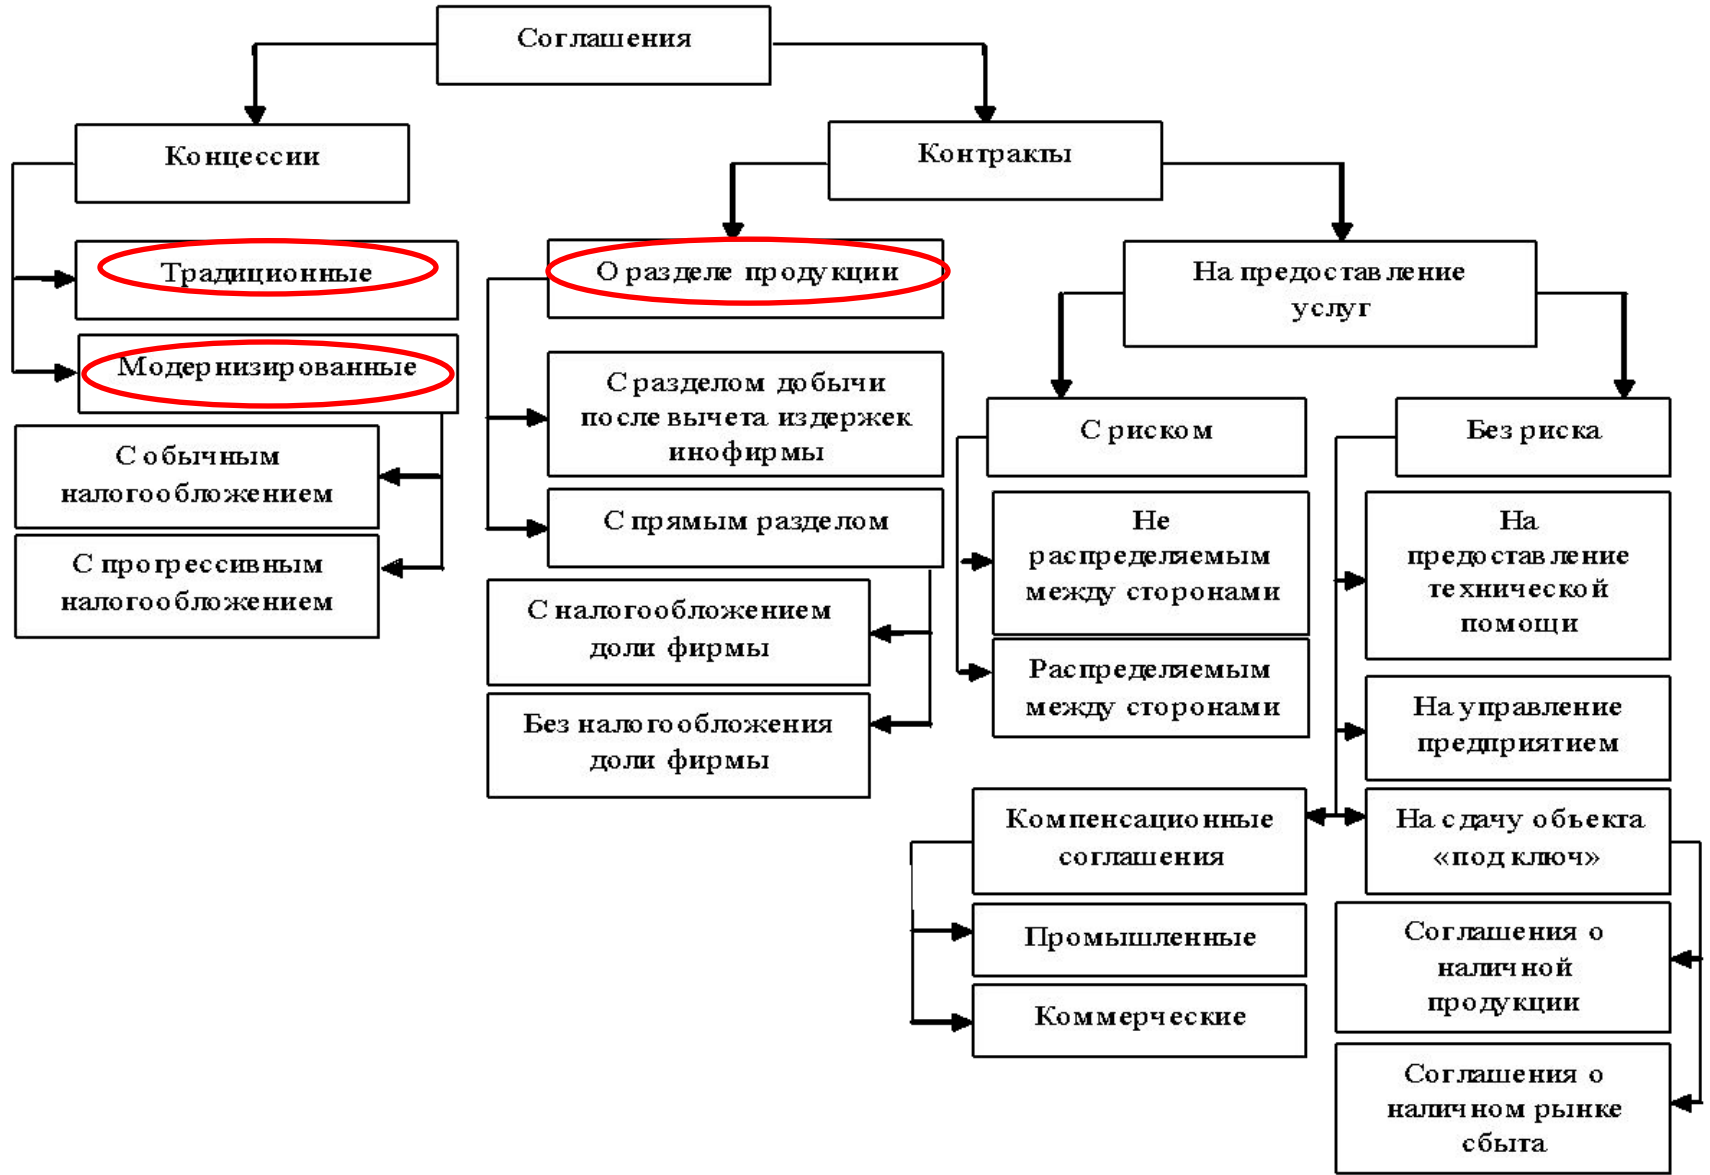 Соглашения
Концессии
Контракты
Традиционные
Модернизированные
С обычным
налогообложением
С прогрессивным
налогообложением
О разделе продукции
С разделом добычи
после вычета издержек
инофирмы
С прямым разделом
С налогообложением
доли фирмы
Без налогообложения
доли фирмы
На предоставление
услуг
С риском
Не
распределяемым
между сторонами
Распределяемым
между сторонами
Без риска
На
предоставление
технической
помощи
На управление
предприятием
Компенсационные
соглашения
Промышленные
Коммерческие
На сдачу объекта
«под ключ»
Соглашения о
наличной
продукции
Соглашения о
наличном рынке
сбыта